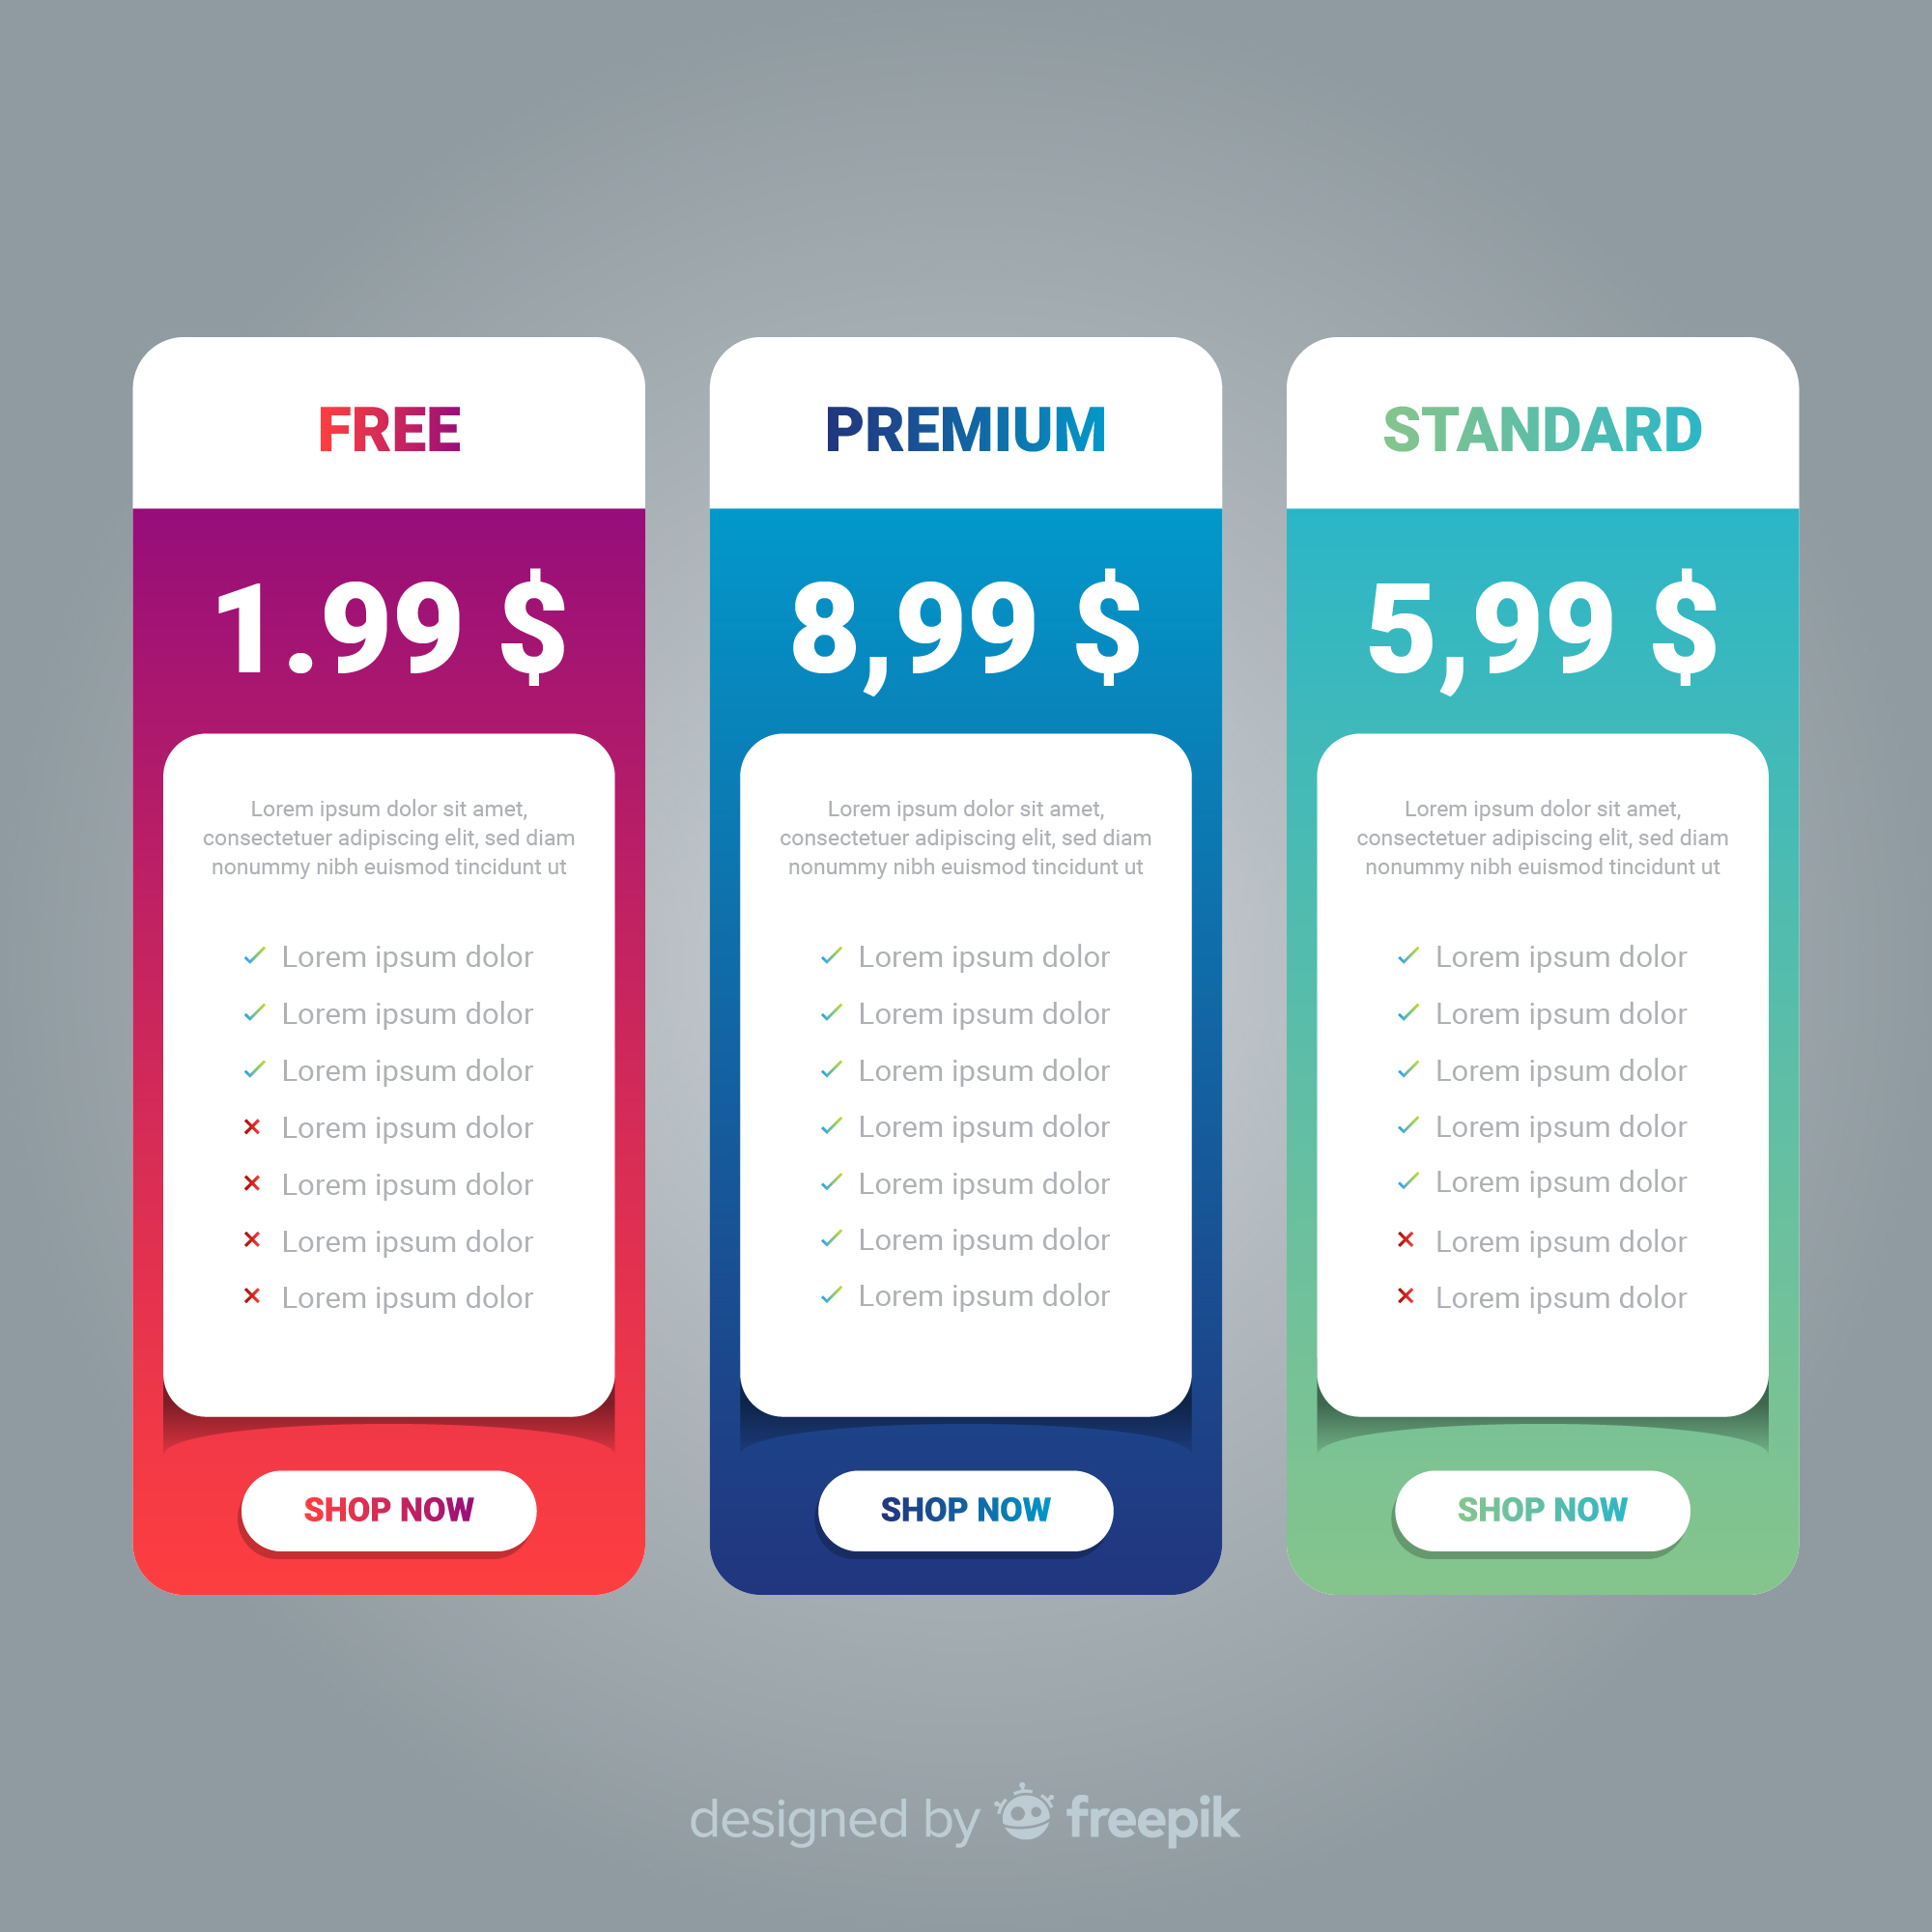 FREE
1.99 $
Lorem ipsum dolor sit amet,
consectetuer adipiscing elit, sed diam
nonummy nibh euismod tincidunt ut
Lorem ipsum dolor
Lorem ipsum dolor
Lorem ipsum dolor
Lorem ipsum dolor
Lorem ipsum dolor
Lorem ipsum dolor
Lorem ipsum dolor
SHOP NOW
PREMIUM
8,99 $
Lorem ipsum dolor sit amet,
consectetuer adipiscing elit, sed diam
nonummy nibh euismod tincidunt ut
Lorem ipsum dolor
Lorem ipsum dolor
Lorem ipsum dolor
Lorem ipsum dolor
Lorem ipsum dolor
Lorem ipsum dolor
Lorem ipsum dolor
SHOP NOW
STANDARD
5,99 $
Lorem ipsum dolor sit amet,
consectetuer adipiscing elit, sed diam
nonummy nibh euismod tincidunt ut
Lorem ipsum dolor
Lorem ipsum dolor
Lorem ipsum dolor
Lorem ipsum dolor
Lorem ipsum dolor
Lorem ipsum dolor
Lorem ipsum dolor
SHOP NOW
designed by freepik